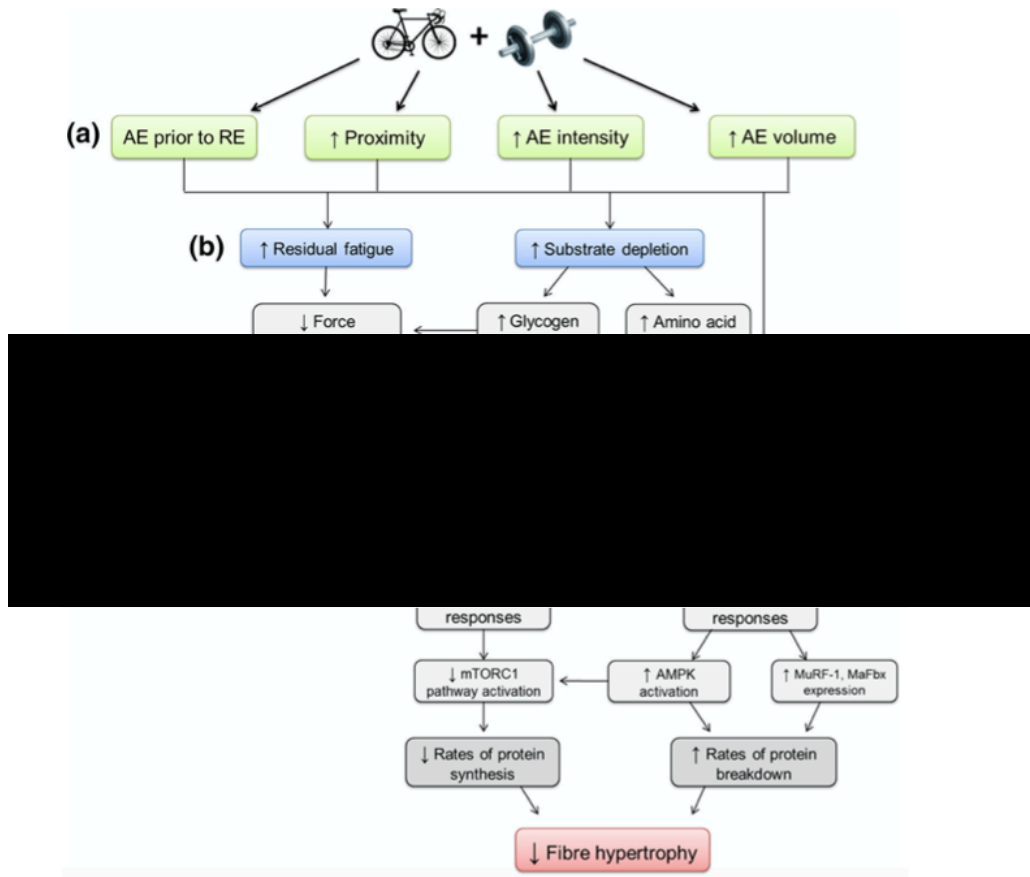 +
(a)
AE prior to RE
↑ Proximity
↑ AE intensity
↑ AE volume
(b)
↑ Residual fatigue
↑ Substrate depletion
↓ Force
↑ Glycogen
↑ Amino acid
responses
responses
↓ mTORC1
pathway activation
↑ AMPK
activation
↑ MuRF-1, MaFbx
expression
↓ Rates of protein
synthesis
↑ Rates of protein
breakdown
↓ Fibre hypertrophy